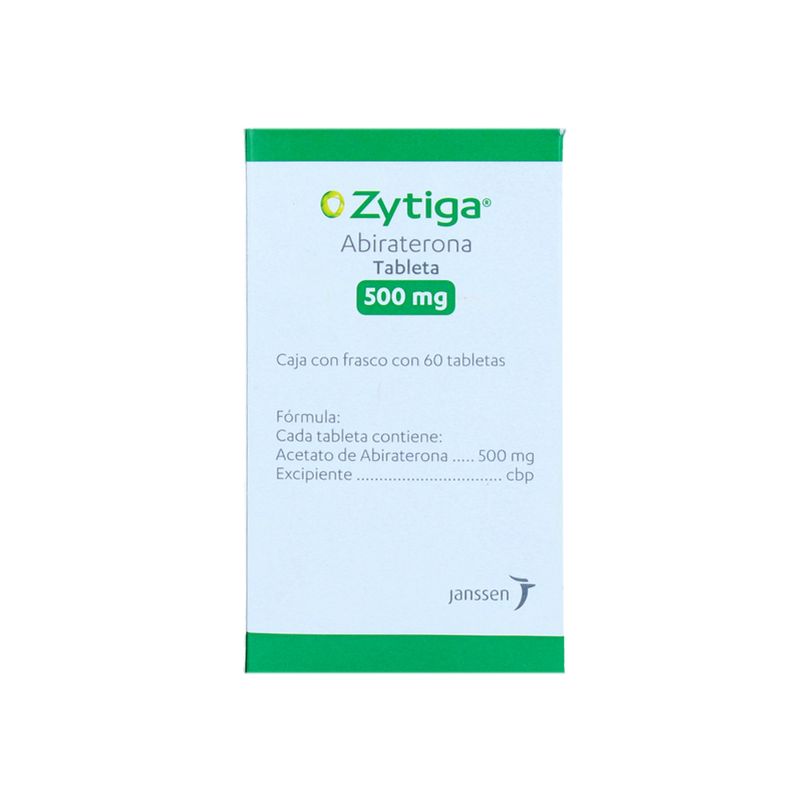 Zytiga®
Abiraterona
Tableta
500 mg
Caja con frasco con 60 tabletas
Fórmula:
Cada tableta contiene:
Acetato de Abiraterona ..... 500 mg
Excipiente ................................ cbp
janssen